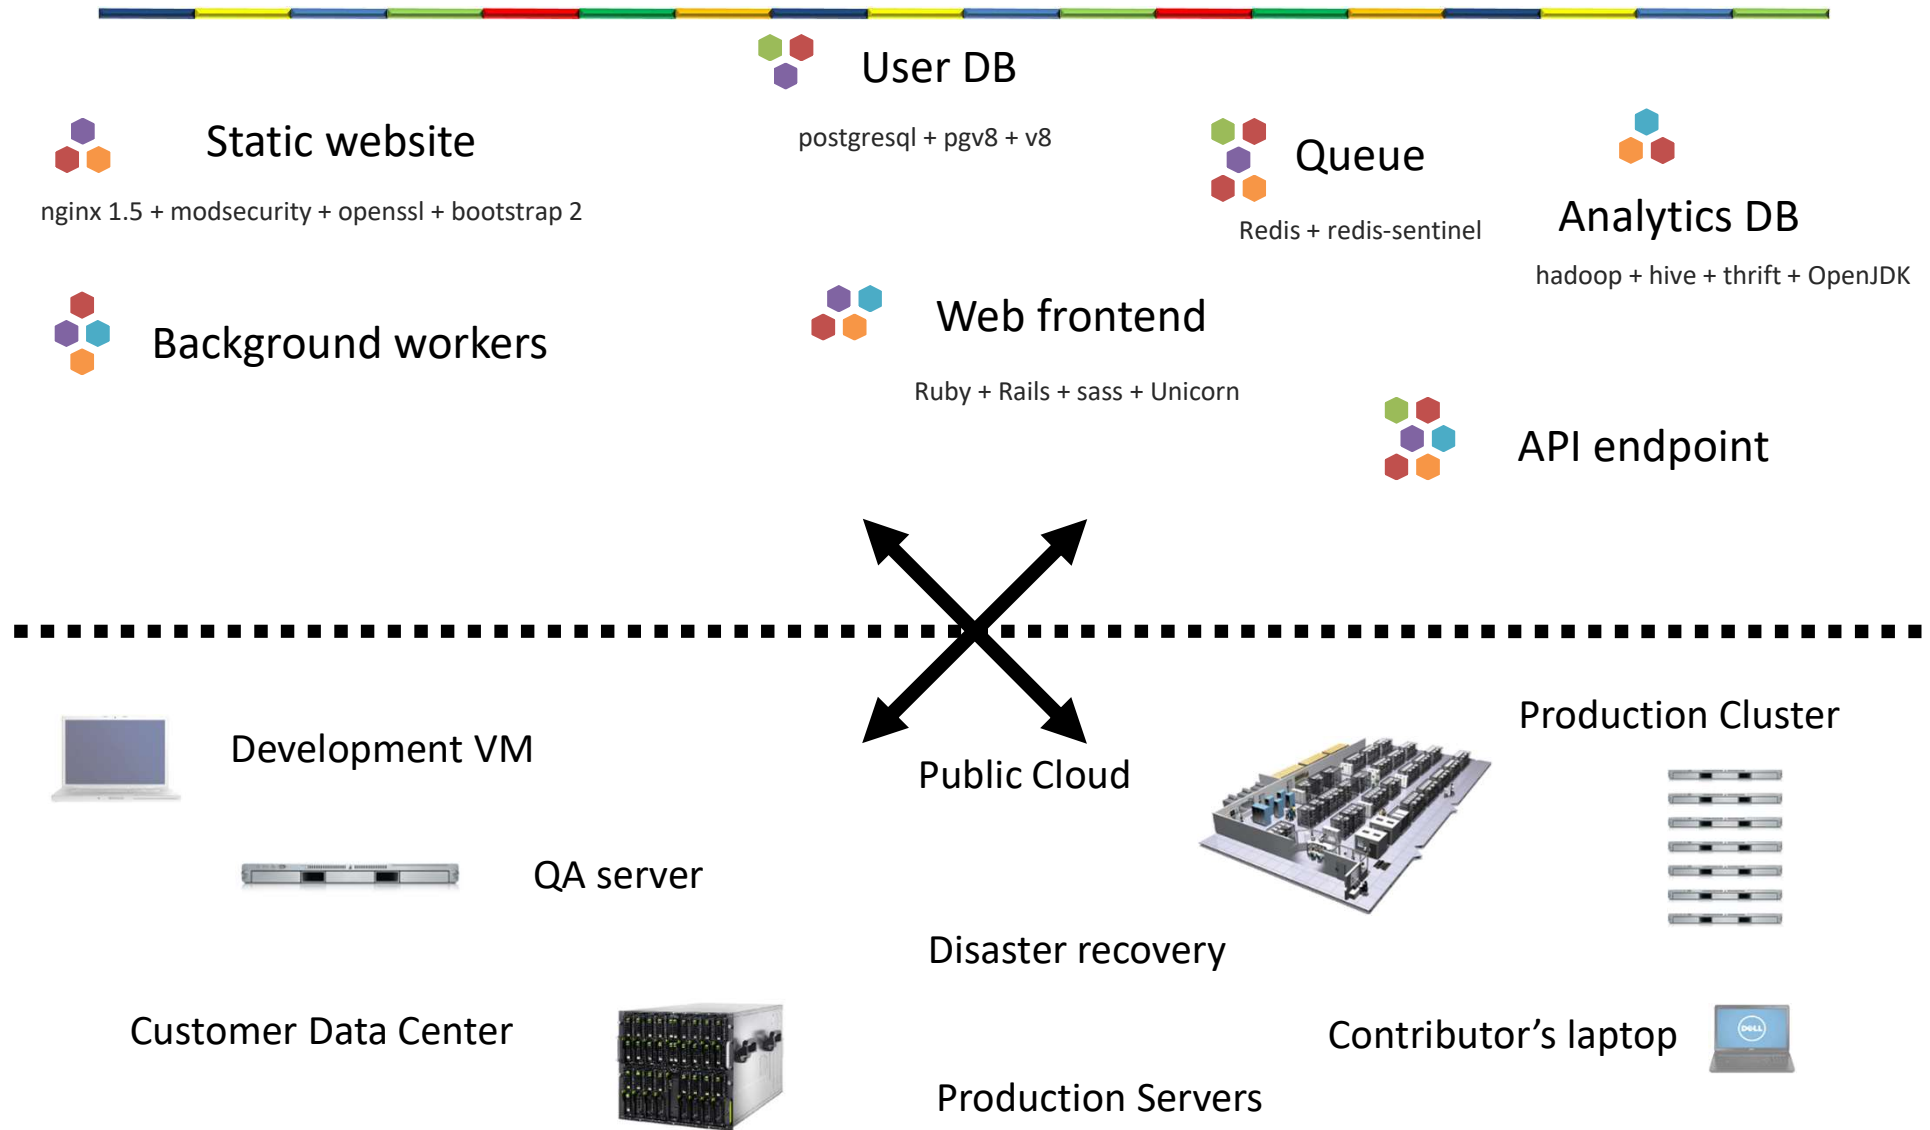 User DB
postgresql + pgv8 + v8
Static website
nginx 1.5 + modsecurity + openssl + bootstrap 2
Queue
Redis + redis-sentinel
Analytics DB
hadoop + hive + thrift + OpenJDK
Background workers
Web frontend
Ruby + Rails + sass + Unicorn
API endpoint
Development VM
Public Cloud
Production Cluster
QA server
Disaster recovery
Customer Data Center
Contributor’s laptop
DELL
Production Servers